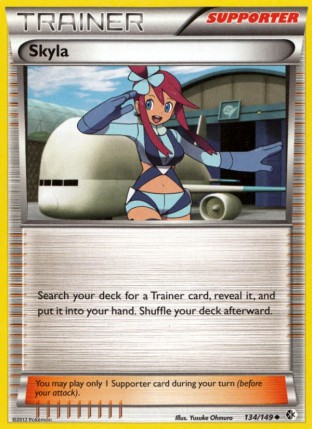 TRAINER SUPPORTER
Skyla
Search your deck for a Trainer card, reveal it, and
put it into your hand. Shuffle your deck afterward.
You may play only 1 Supporter card during your turn (before
your attack).
©2012 Pokémon Illus. Yusuke Ohmura 134/149 ◆